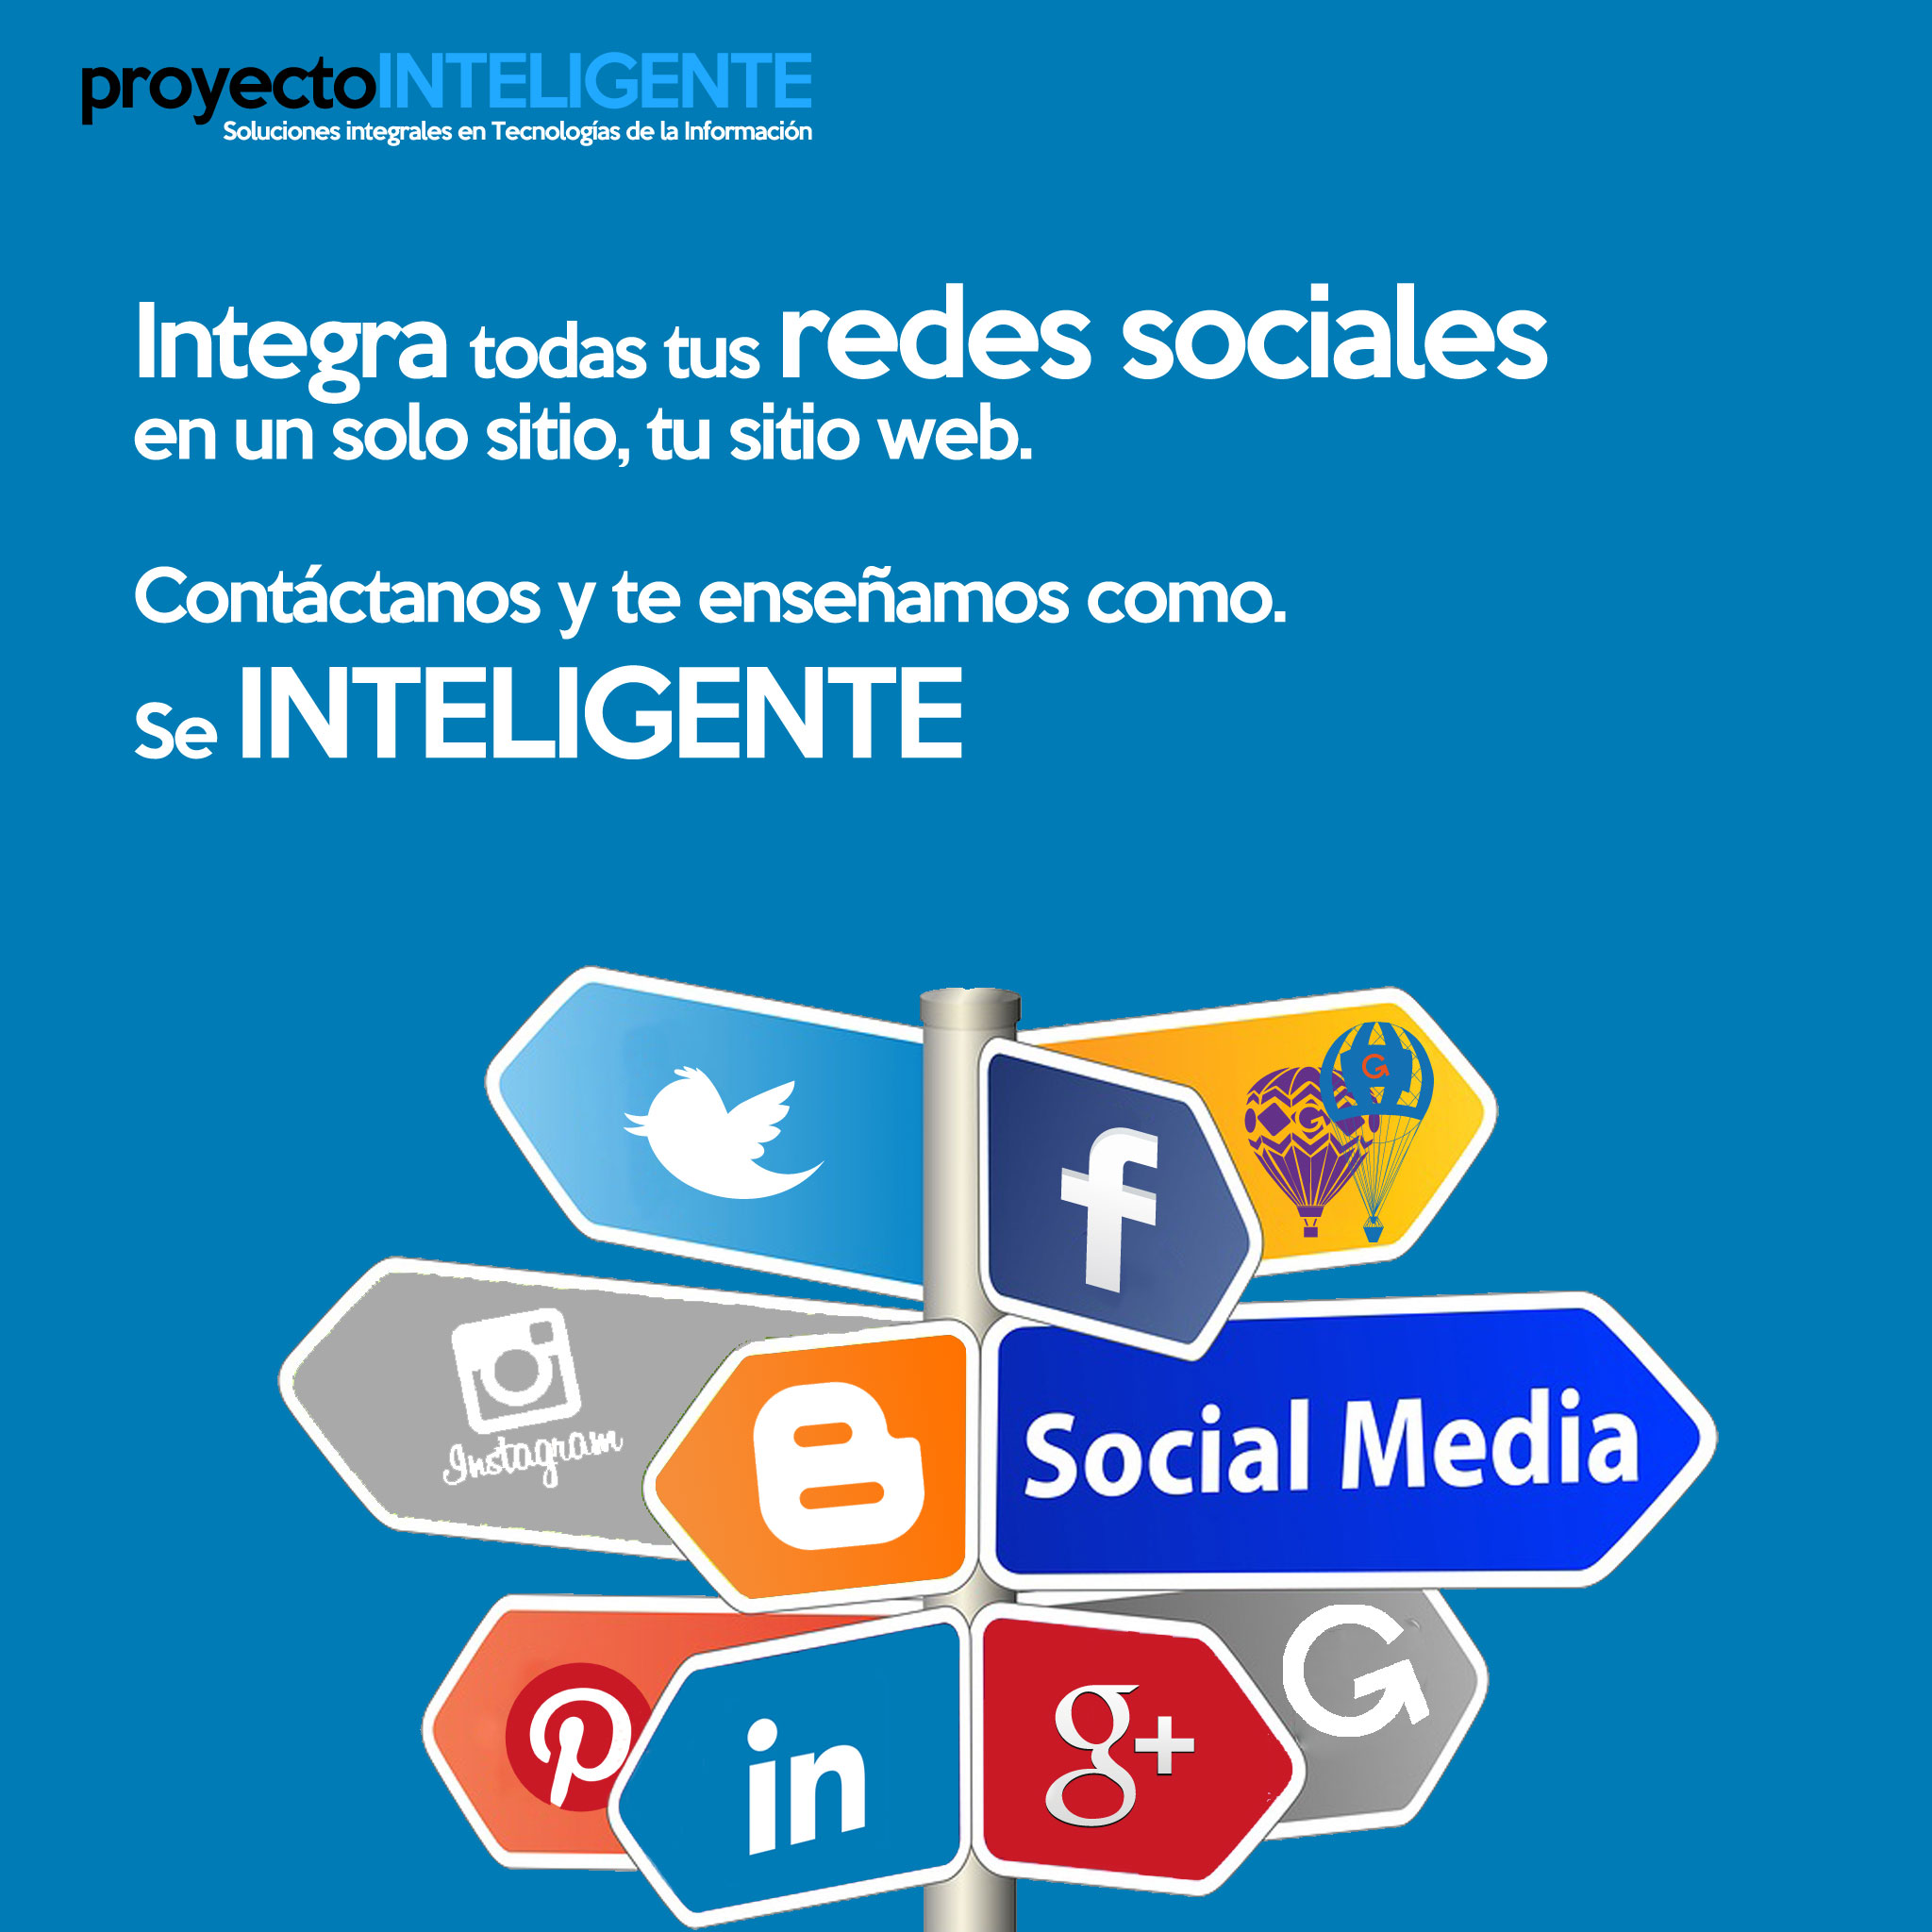 proyectoINTELIGENTE
Soluciones integrales en Tecnologías de la Información
Integra todas tus redes sociales
en un solo sitio, tu sitio web.
Contáctanos y te enseñamos como.
Se INTELIGENTE
G
G
f
Instagram
B
Social Media
P
in
g+
G